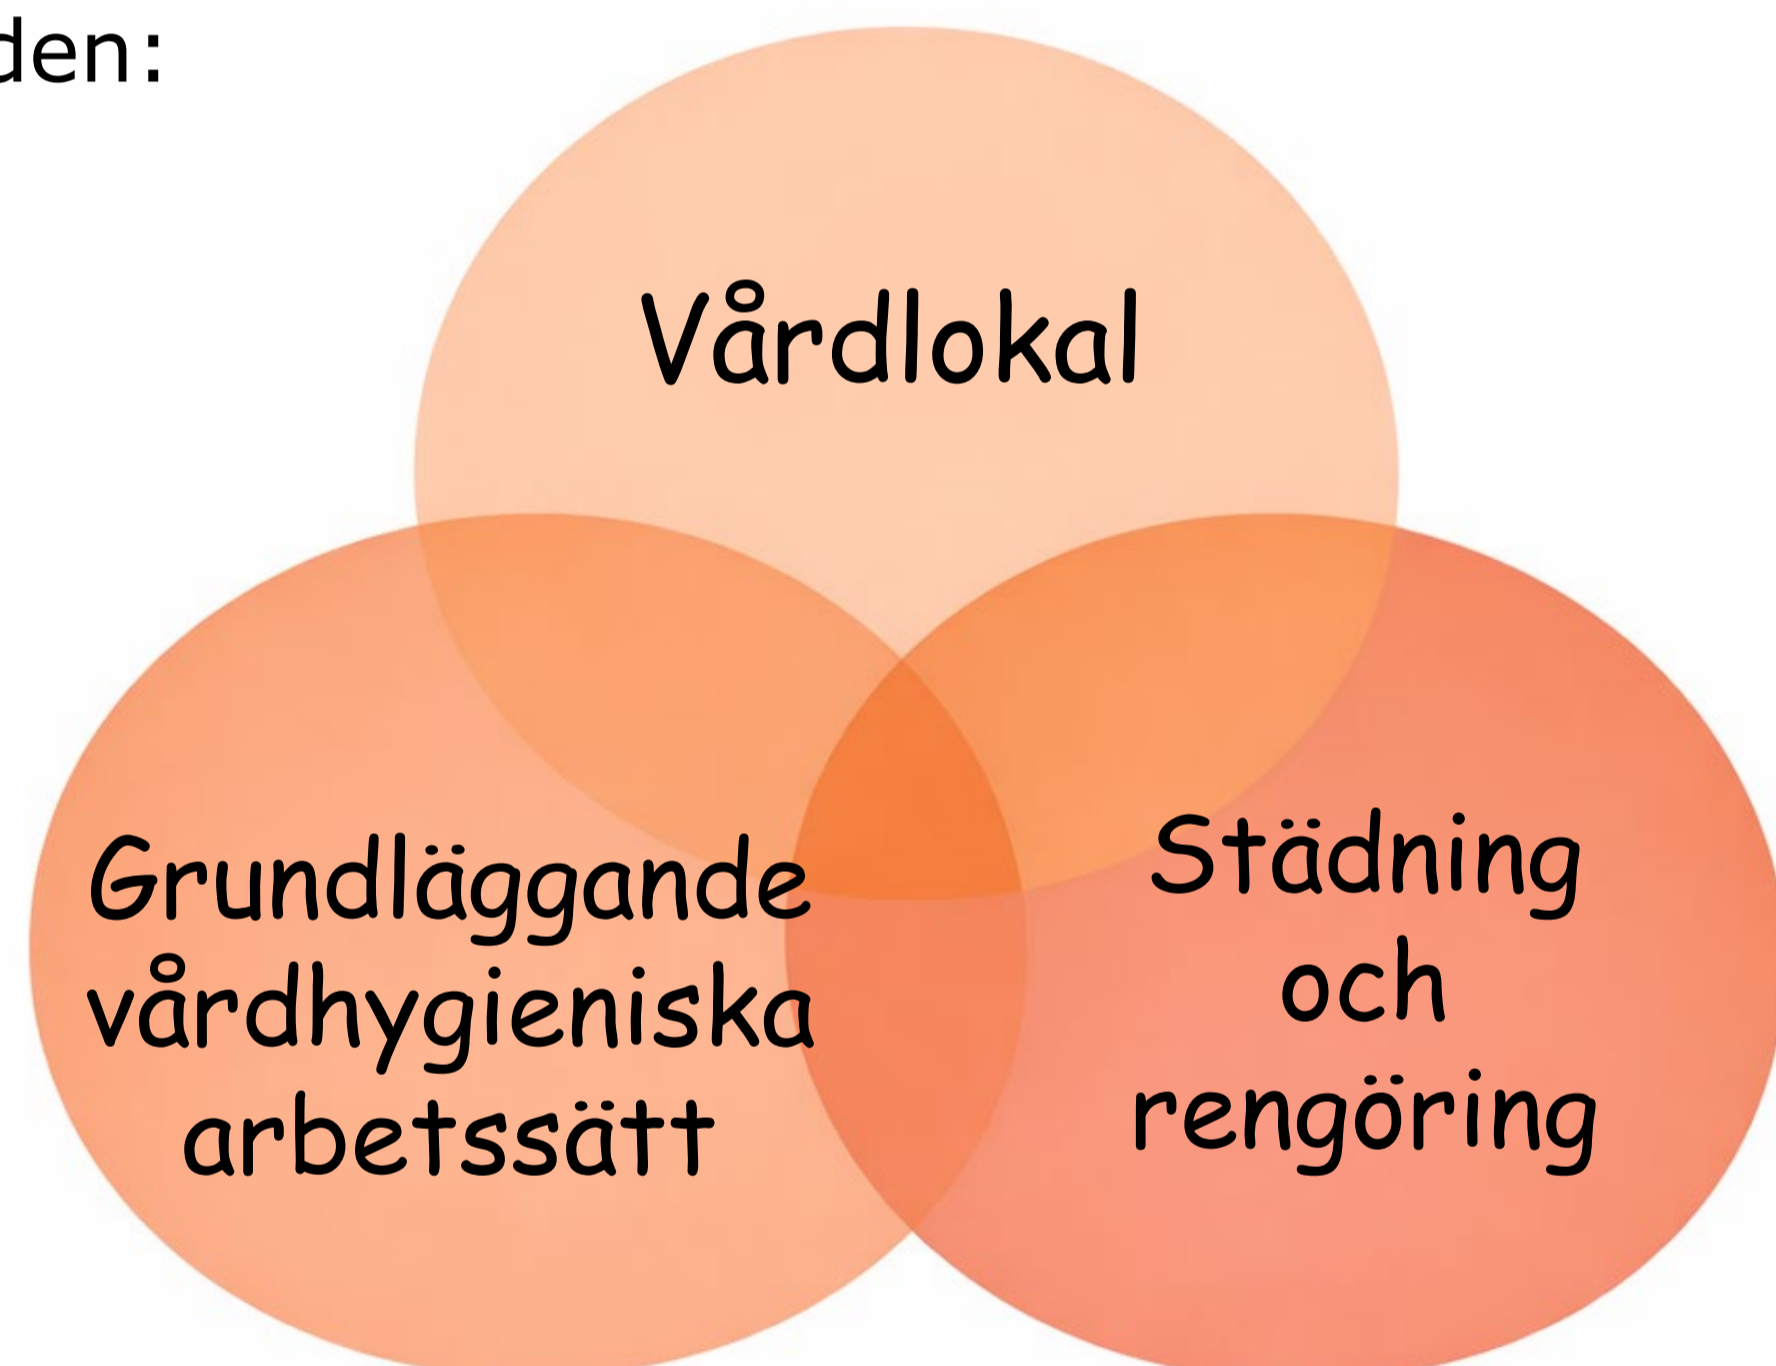 den:
Vårdlokal
Grundläggande
vårdhygieniska
arbetssätt
Städning
och
rengöring